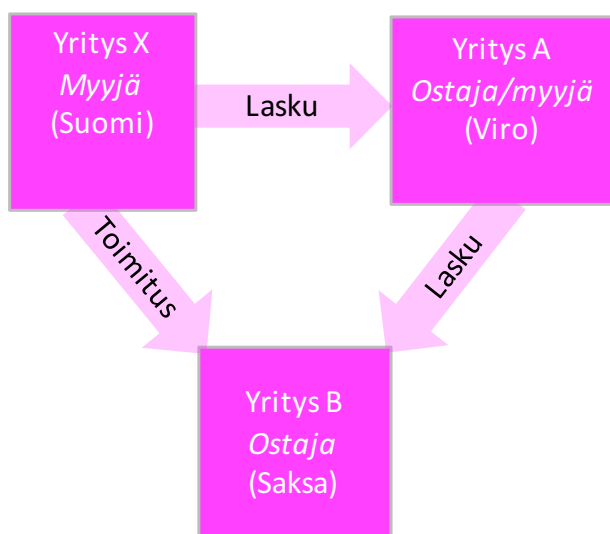 Yritys X
Myyjä
(Suomi)
Lasku
Yritys A
Ostaja/myyjä
(Viro)
Toimitus
Lasku
Yritys B
Ostaja
(Saksa)